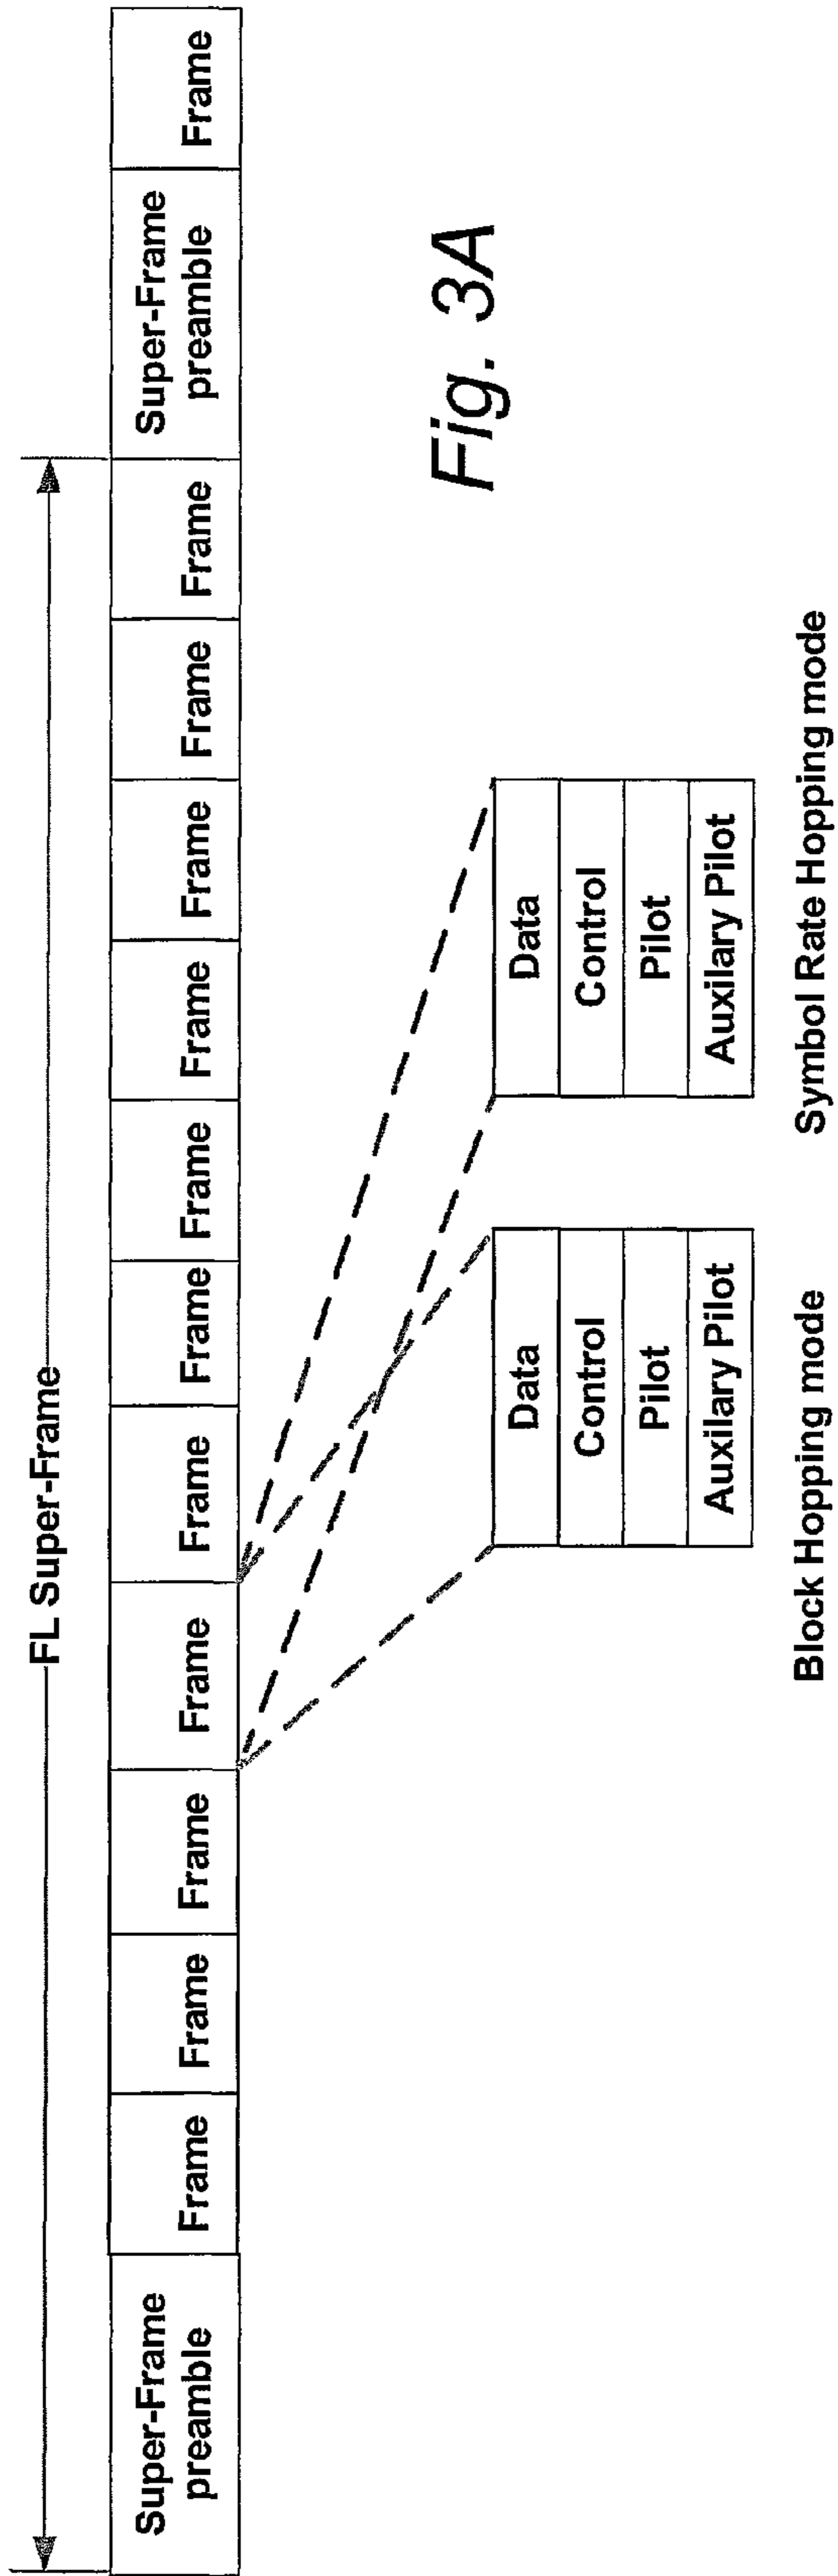 FL Super-Frame
Super-Frame
preamble
Frame
Frame
Frame
Frame
Frame
Frame
Frame
Frame
Frame
Frame
Frame
Super-Frame
preamble
Frame
Data
Control
Pilot
Auxilary Pilot
Block Hopping mode
Data
Control
Pilot
Auxilary Pilot
Symbol Rate Hopping mode
Fig. 3A